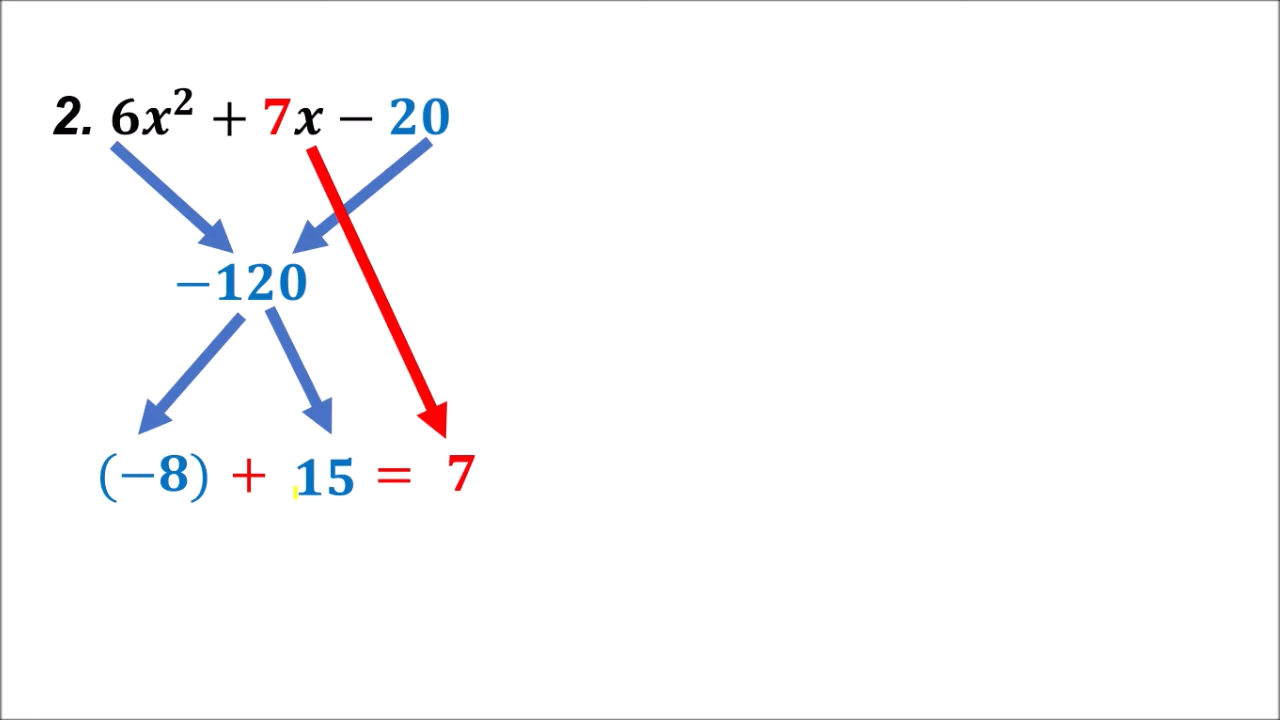 2. 6x² + 7x − 20
−120
(−8) + 15 = 7